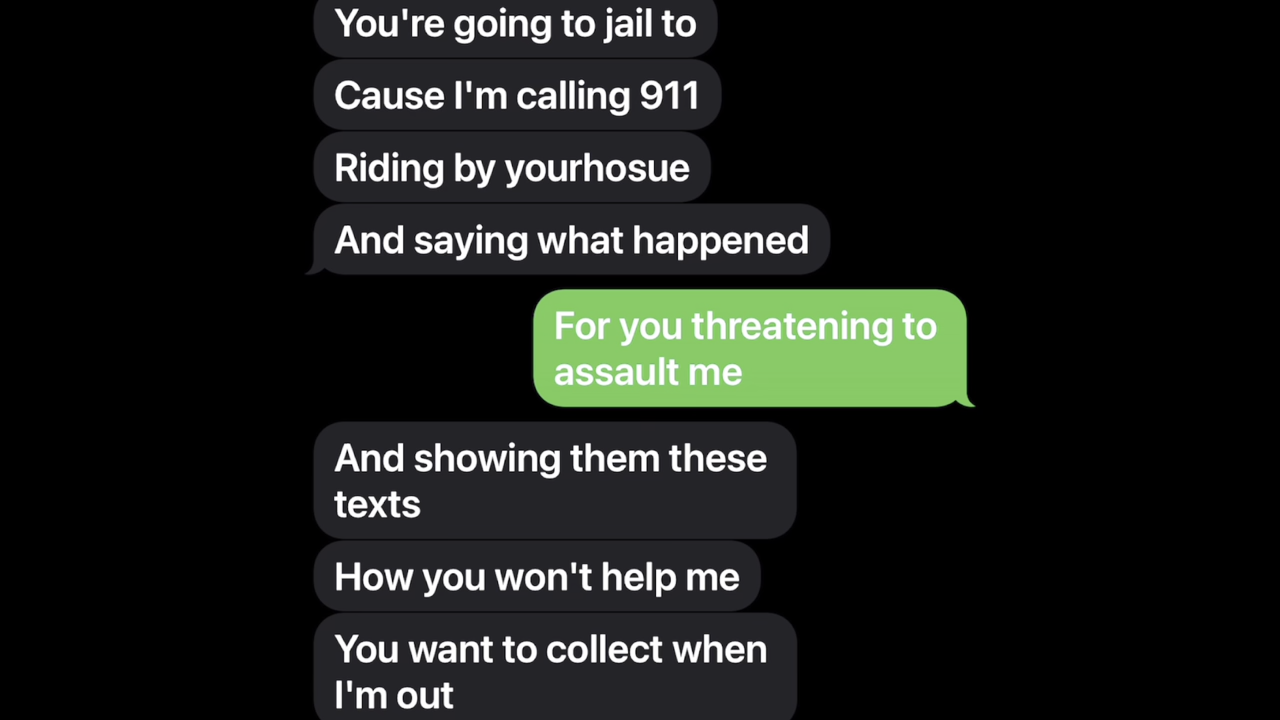 You're going to jail to
Cause I'm calling 911
Riding by yourhosue
And saying what happened
For you threatening to
assault me
And showing them these
texts
How you won't help me
You want to collect when
I'm out